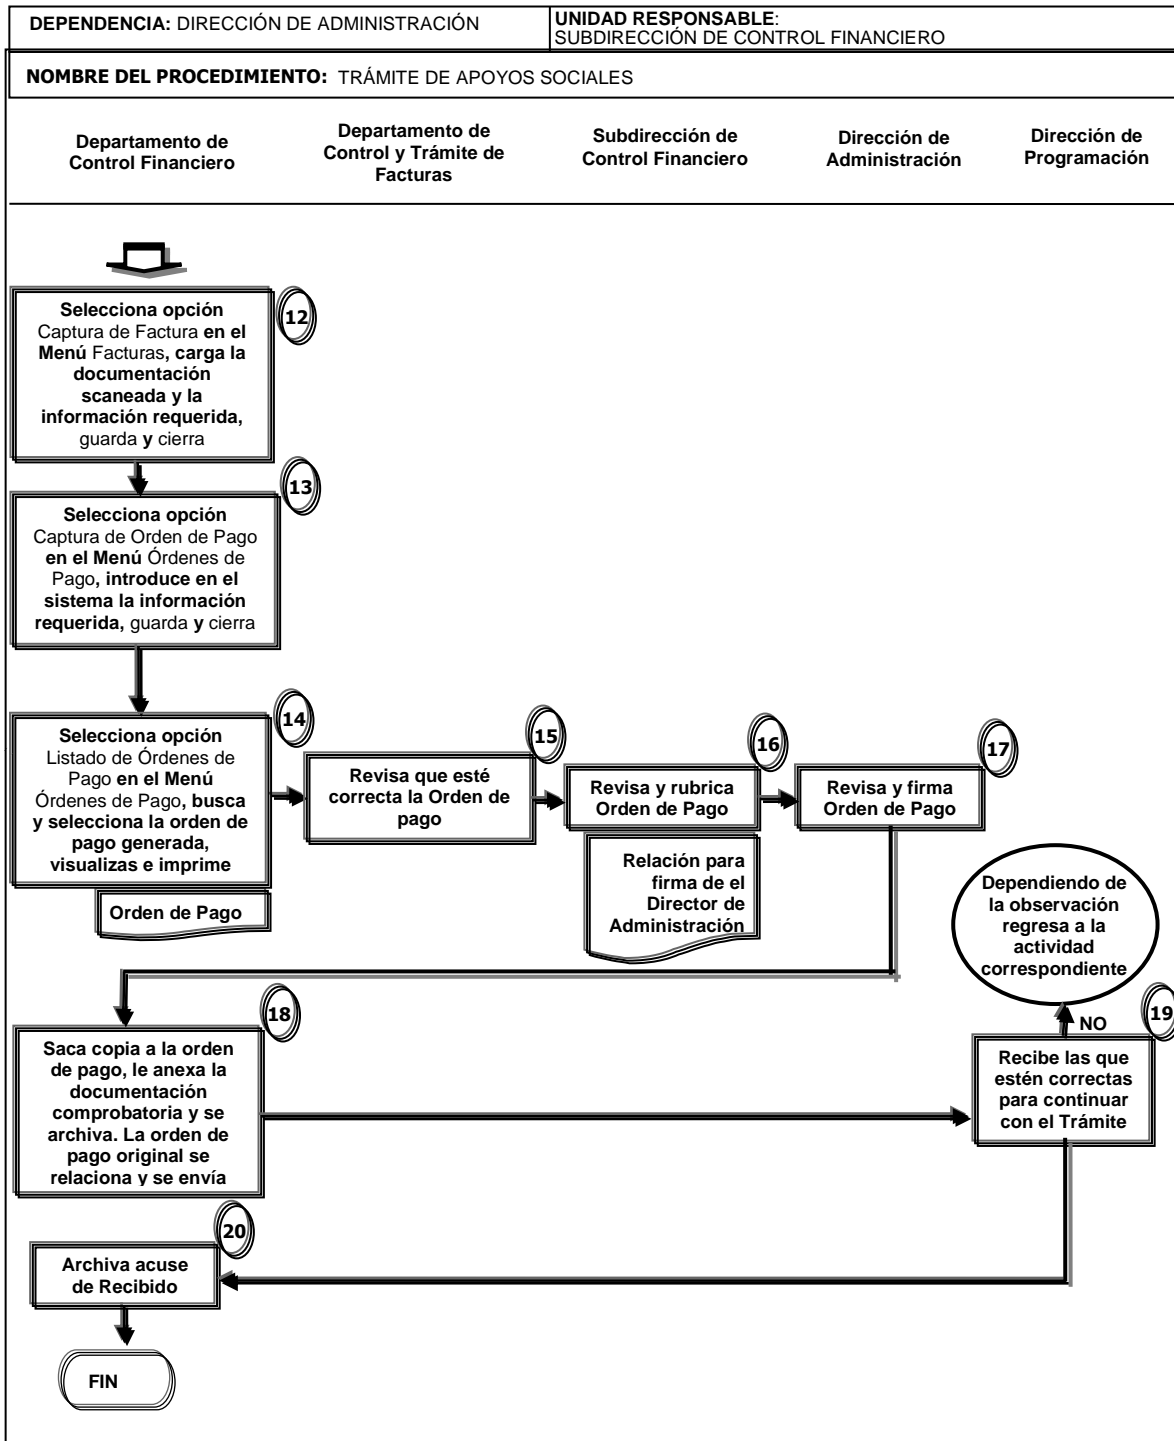 DEPENDENCIA: DIRECCIÓN DE ADMINISTRACIÓN
UNIDAD RESPONSABLE:
SUBDIRECCIÓN DE CONTROL FINANCIERO
NOMBRE DEL PROCEDIMIENTO: TRÁMITE DE APOYOS SOCIALES
Departamento de
Control Financiero
Departamento de
Control y Trámite de
Facturas
Subdirección de
Control Financiero
Dirección de
Administración
Dirección de
Programación
12
Selecciona opción
Captura de Factura en el
Menú Facturas, carga la
documentación
scaneada y la
información requerida,
guarda y cierra
13
Selecciona opción
Captura de Orden de Pago
en el Menú Órdenes de
Pago, introduce en el
sistema la información
requerida, guarda y cierra
14
Selecciona opción
Listado de Órdenes de
Pago en el Menú
Órdenes de Pago, busca
y selecciona la orden de
pago generada,
visualizas e imprime
Orden de Pago
15
Revisa que esté
correcta la Orden de
pago
16
Revisa y rubrica
Orden de Pago
Relación para
firma de el
Director de
Administración
17
Revisa y firma
Orden de Pago
Dependiendo de
la observación
regresa a la
actividad
correspondiente
18
Saca copia a la orden
de pago, le anexa la
documentación
comprobatoria y se
archiva. La orden de
pago original se
relaciona y se envía
NO
19
Recibe las que
estén correctas
para continuar
con el Trámite
20
Archiva acuse
de Recibido
FIN